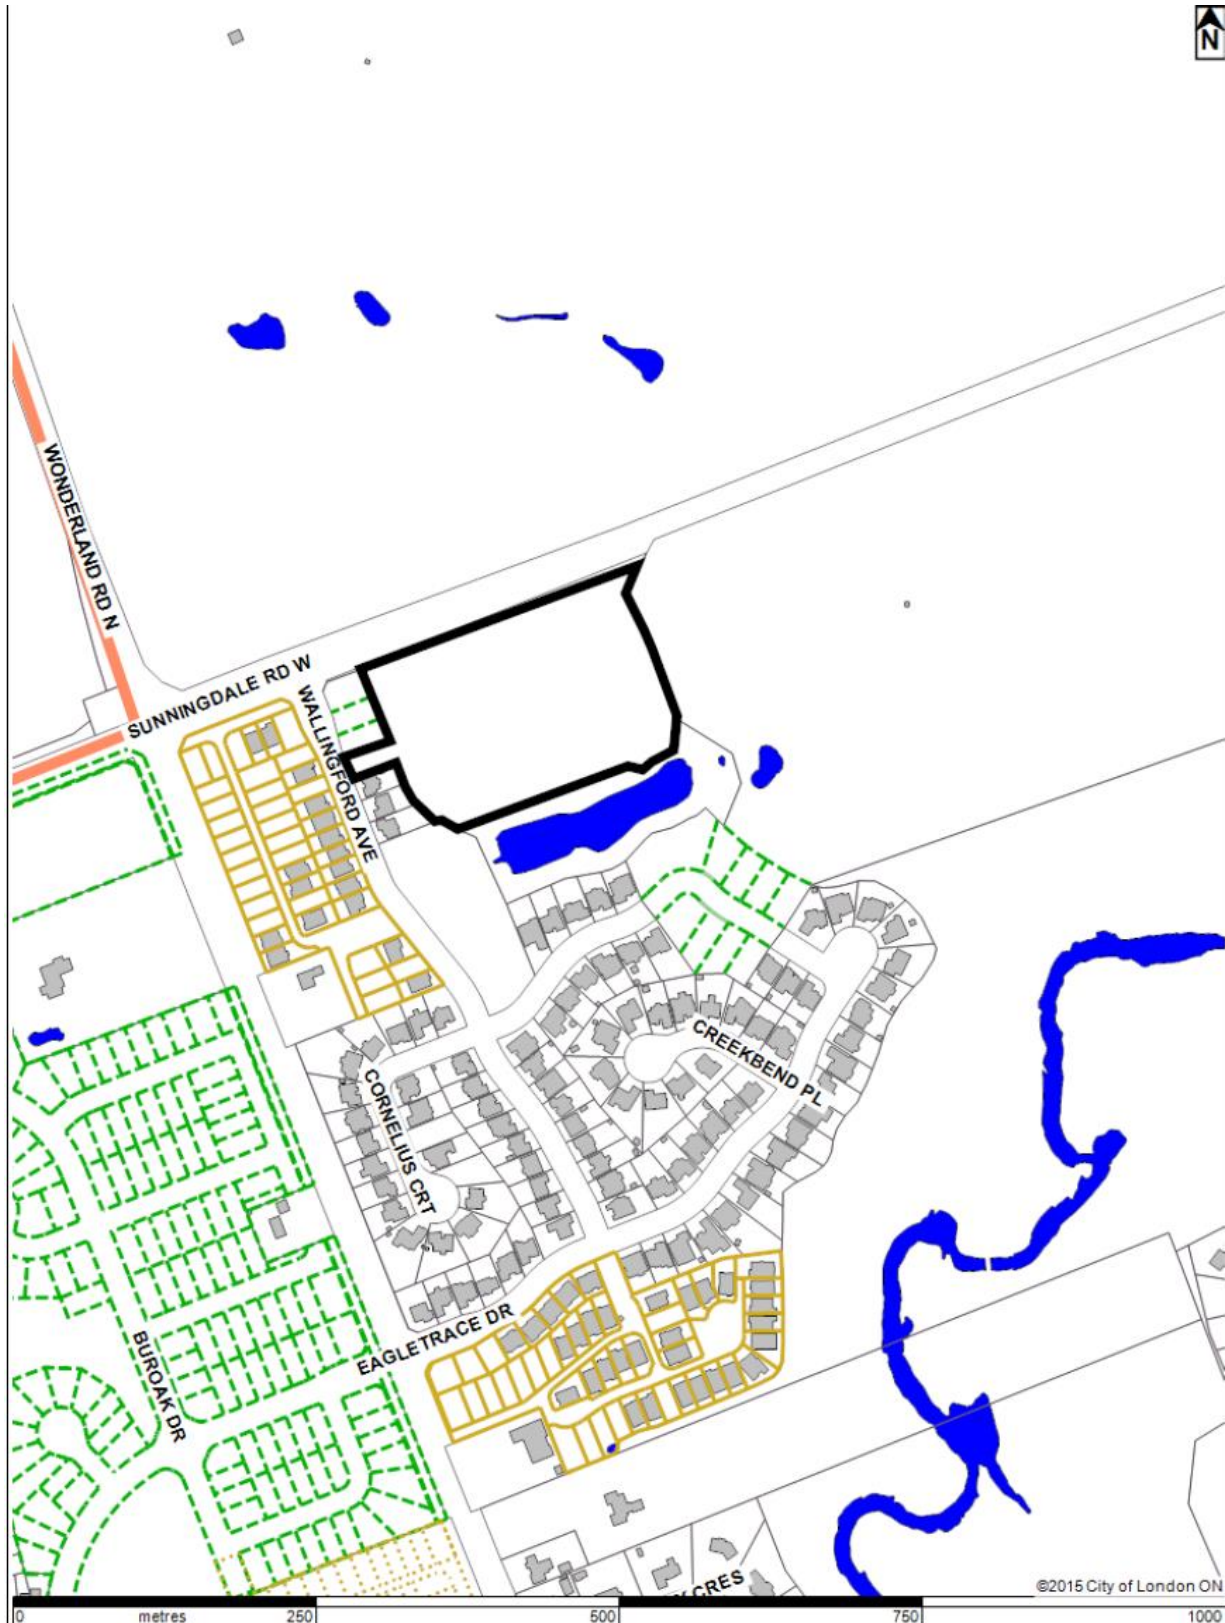 N
WONDERLAND RD N
SUNNINGDALE RD W
WALLINGFORD AVE
CREEKBEND PL
CORNELIUS CRT
EAGLETRACE DR
BUROAK DR
CRES
©2015 City of London ON
0 metres 250 500 750 1000